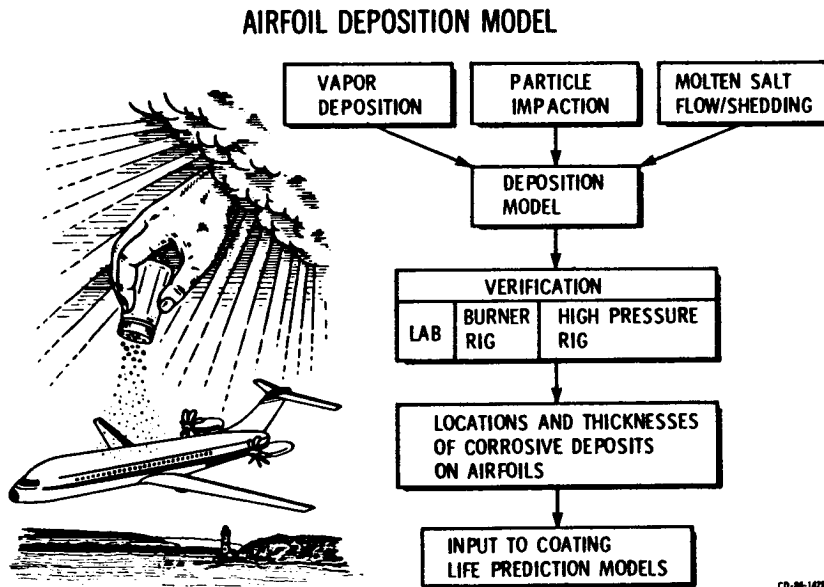 AIRFOIL DEPOSITION MODEL
VAPOR
DEPOSITION
PARTICLE
IMPACTION
MOLTEN SALT
FLOW/SHEDDING
DEPOSITION
MODEL
VERIFICATION
LAB
BURNER
RIG
HIGH PRESSURE
RIG
LOCATIONS AND THICKNESSES
OF CORROSIVE DEPOSITS
ON AIRFOILS
INPUT TO COATING
LIFE PREDICTION MODELS